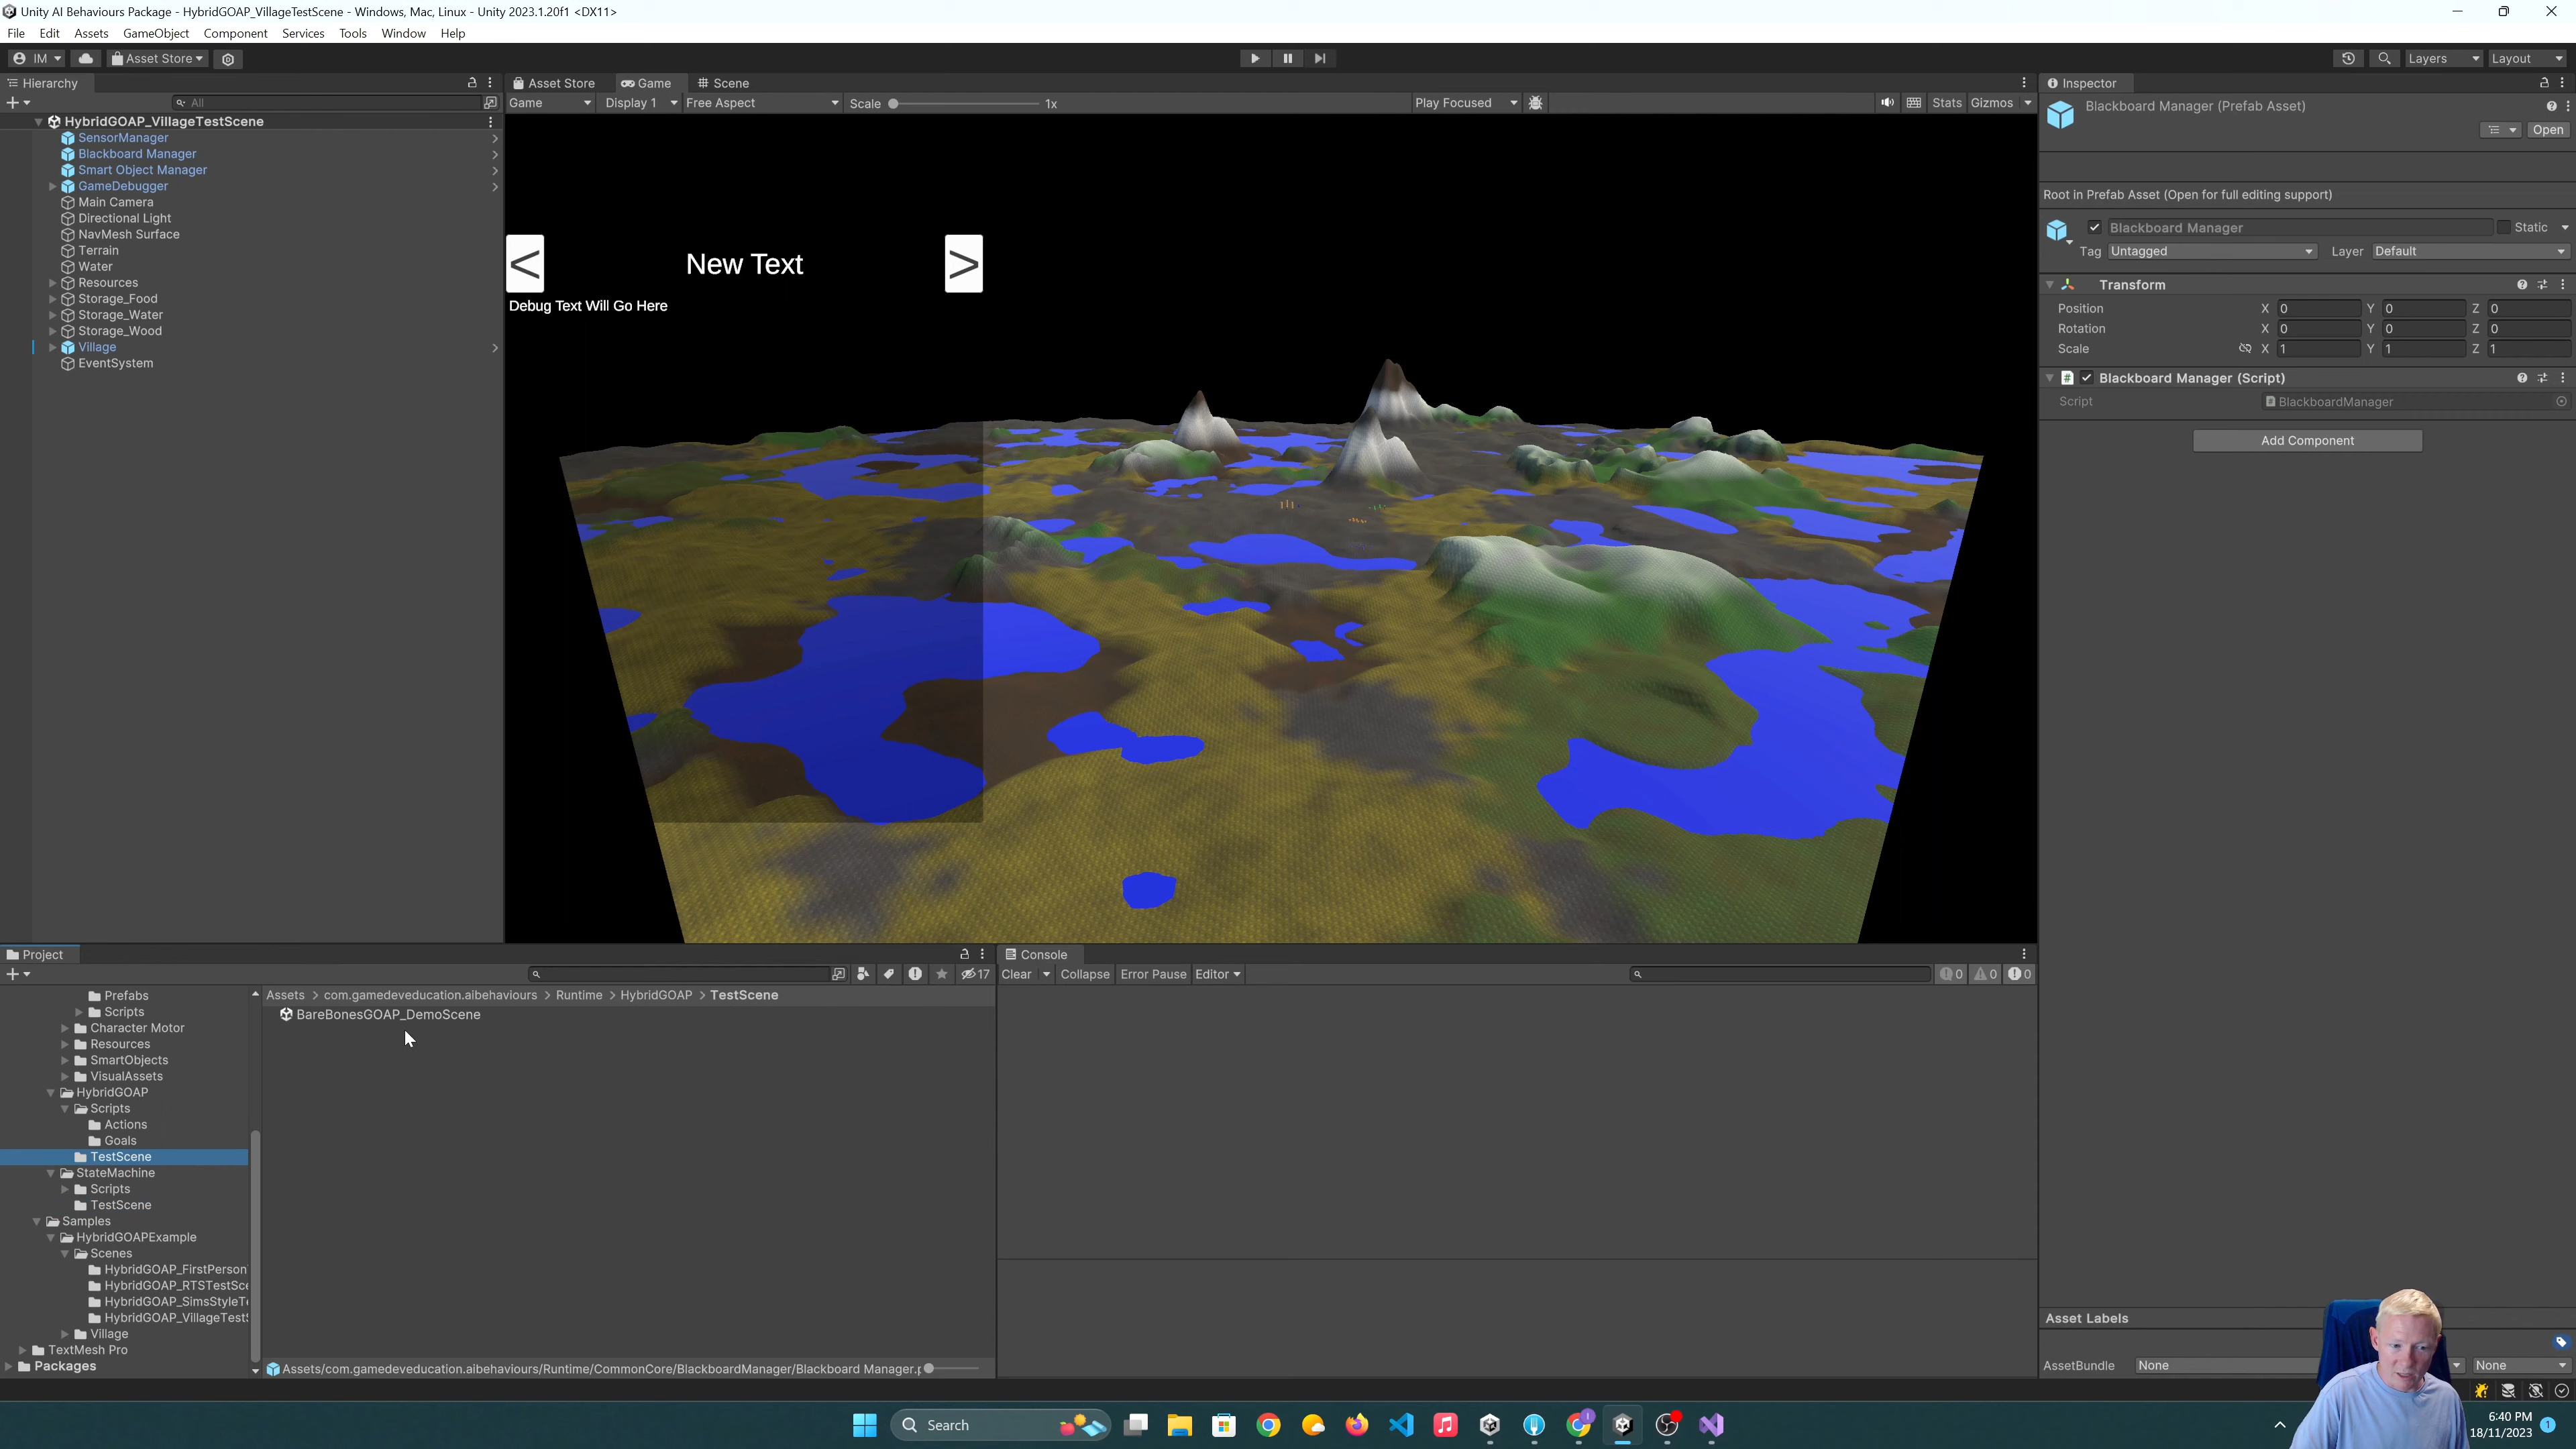 Unity AI Behaviours Package - HybridGOAP_VillageTestScene - Windows, Mac, Linux - Unity 2023.1.20f1 <DX11>
File Edit Assets GameObject Component Services Tools Window Help
IM Asset Store Layers Layout
Hierarchy
All
HybridGOAP_VillageTestScene
SensorManager
Blackboard Manager
Smart Object Manager
GameDebugger
Main Camera
Directional Light
NavMesh Surface
Terrain
Water
Resources
Storage_Food
Storage_Water
Storage_Wood
Village
EventSystem
Asset Store Game Scene
Game Display 1 Free Aspect Scale 1x Play Focused Stats Gizmos
< New Text >
Debug Text Will Go Here
Inspector
Blackboard Manager (Prefab Asset)
Open
Root in Prefab Asset (Open for full editing support)
Blackboard Manager Static
Tag Untagged Layer Default
Transform
Position X 0 Y 0 Z 0
Rotation X 0 Y 0 Z 0
Scale X 1 Y 1 Z 1
# Blackboard Manager (Script)
Script BlackboardManager
Add Component
Asset Labels
AssetBundle None None
Project
17
Prefabs
Scripts
Character Motor
Resources
SmartObjects
VisualAssets
HybridGOAP
Scripts
Actions
Goals
TestScene
StateMachine
Scripts
TestScene
Samples
HybridGOAPExample
Scenes
HybridGOAP_FirstPerson
HybridGOAP_RTSTestSce
HybridGOAP_SimsStyleTe
HybridGOAP_VillageTestS
Village
TextMesh Pro
Packages
Assets > com.gamedeveducation.aibehaviours > Runtime > HybridGOAP > TestScene
BareBonesGOAP_DemoScene
Assets/com.gamedeveducation.aibehaviours/Runtime/CommonCore/BlackboardManager/Blackboard Manager.p
Console
Clear Collapse Error Pause Editor 0 0 0
Search
6:40 PM
18/11/2023
1